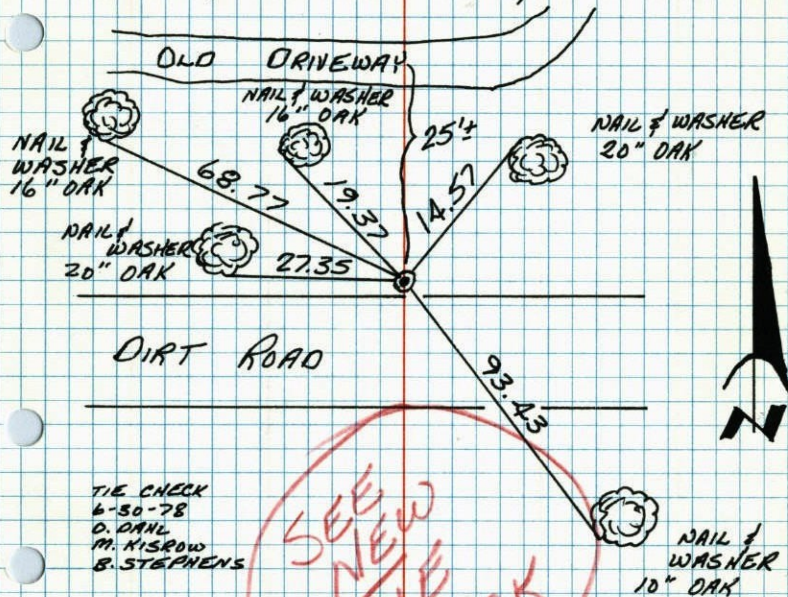 OLD DRIVEWAY
NAIL & WASHER
16" OAK
25'±
NAIL & WASHER
20" OAK
NAIL &
WASHER
16" OAK
68.77
19.37
14.57
NAIL &
WASHER
20" OAK
27.35
DIRT ROAD
93.43
N
TIE CHECK
6-30-78
D. DAHL
M. KISROW
B. STEPHENS
SEE
NEW
NAIL &
WASHER
10" OAK